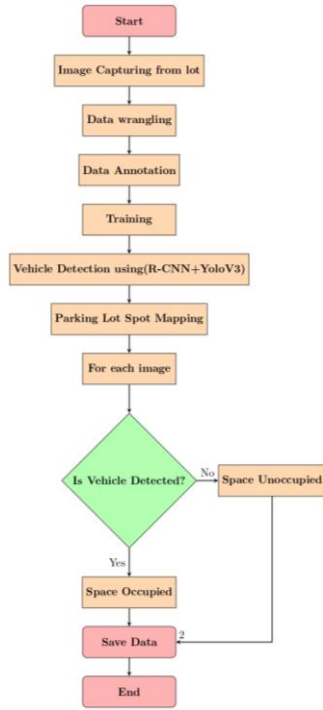 Start
Image Capturing from lot
Data wrangling
Data Annotation
Training
Vehicle Detection using(R-CNN+YoloV3)
Parking Lot Spot Mapping
For each image
Is Vehicle Detected?
No
Space Unoccupied
Yes
Space Occupied
Save Data
2
End